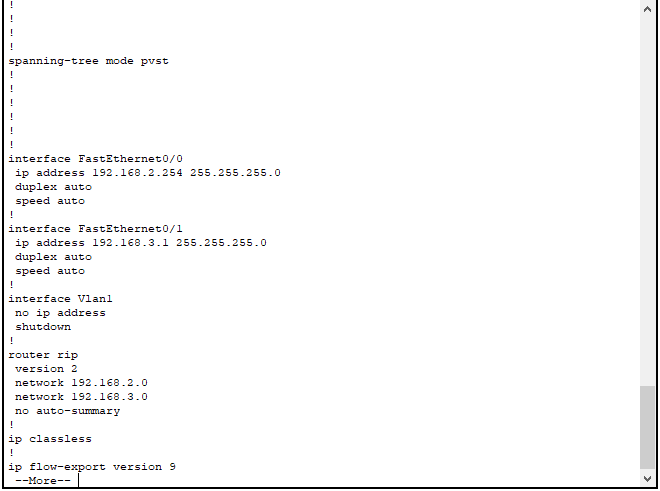 !
!
!
!
spanning-tree mode pvst
!
!
!
!
!
!
interface FastEthernet0/0
 ip address 192.168.2.254 255.255.255.0
 duplex auto
 speed auto
!
interface FastEthernet0/1
 ip address 192.168.3.1 255.255.255.0
 duplex auto
 speed auto
!
interface Vlan1
 no ip address
 shutdown
!
router rip
 version 2
 network 192.168.2.0
 network 192.168.3.0
 no auto-summary
!
ip classless
!
ip flow-export version 9
 --More--